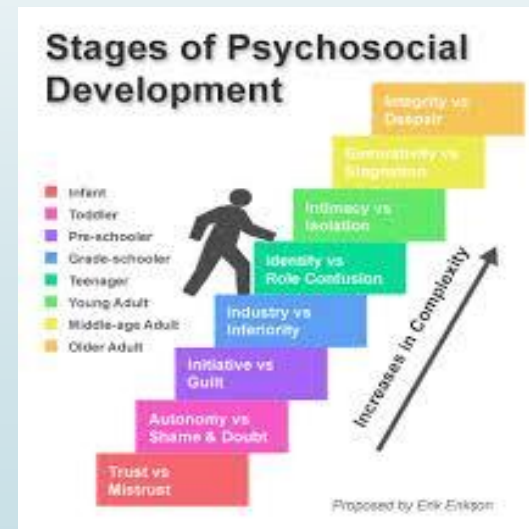 Stages of Psychosocial
Development
Integrity vs
Despair
Generativity vs
Stagnation
Intimacy vs
Isolation
Identity vs
Role Confusion
Industry vs
Inferiority
Initiative vs
Guilt
Autonomy vs
Shame & Doubt
Trust vs
Mistrust
Infant
Toddler
Pre-schooler
Grade-schooler
Teenager
Young Adult
Middle-age Adult
Older Adult
Increases in Complexity
Proposed by Erik Erikson